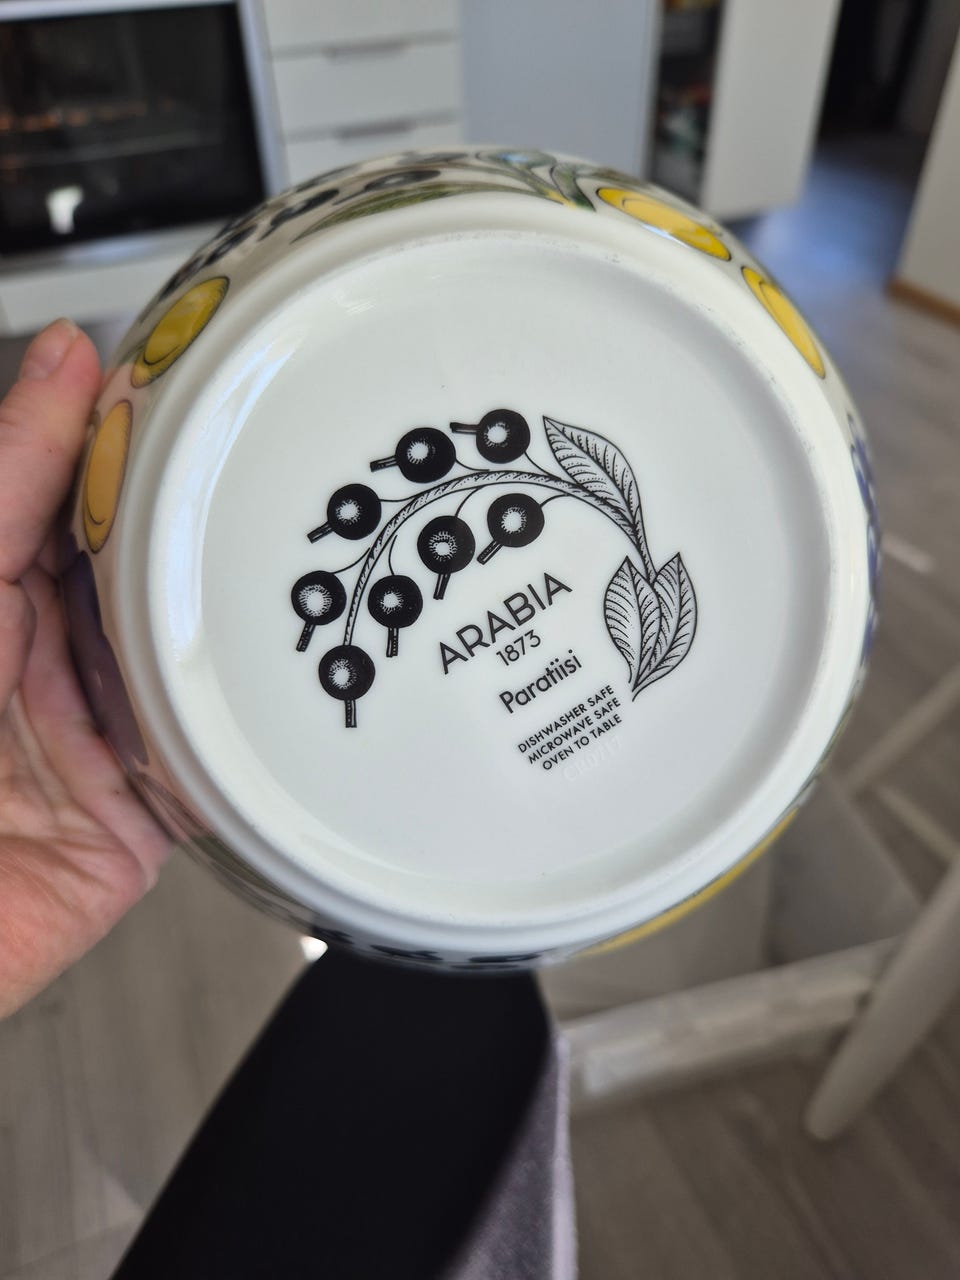 ARABIA
1873
Paratiisi
DISHWASHER SAFE
MICROWAVE SAFE
OVEN TO TABLE